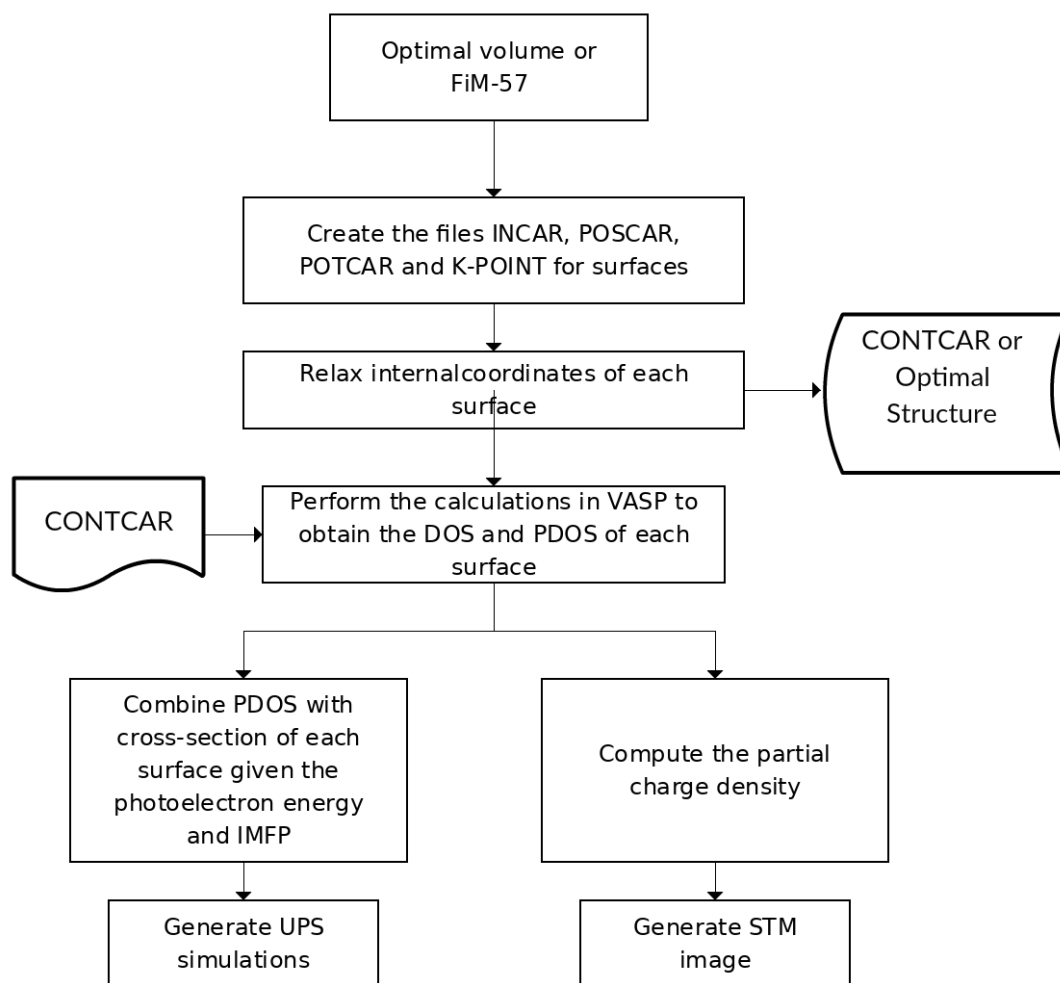 Optimal volume or
FiM-57
Create the files INCAR, POSCAR,
POTCAR and K-POINT for surfaces
Relax internalcoordinates of each
surface
CONTCAR or
Optimal
Structure
CONTCAR
Perform the calculations in VASP to
obtain the DOS and PDOS of each
surface
Combine PDOS with
cross-section of each
surface given the
photoelectron energy
and IMFP
Compute the partial
charge density
Generate UPS
simulations
Generate STM
image